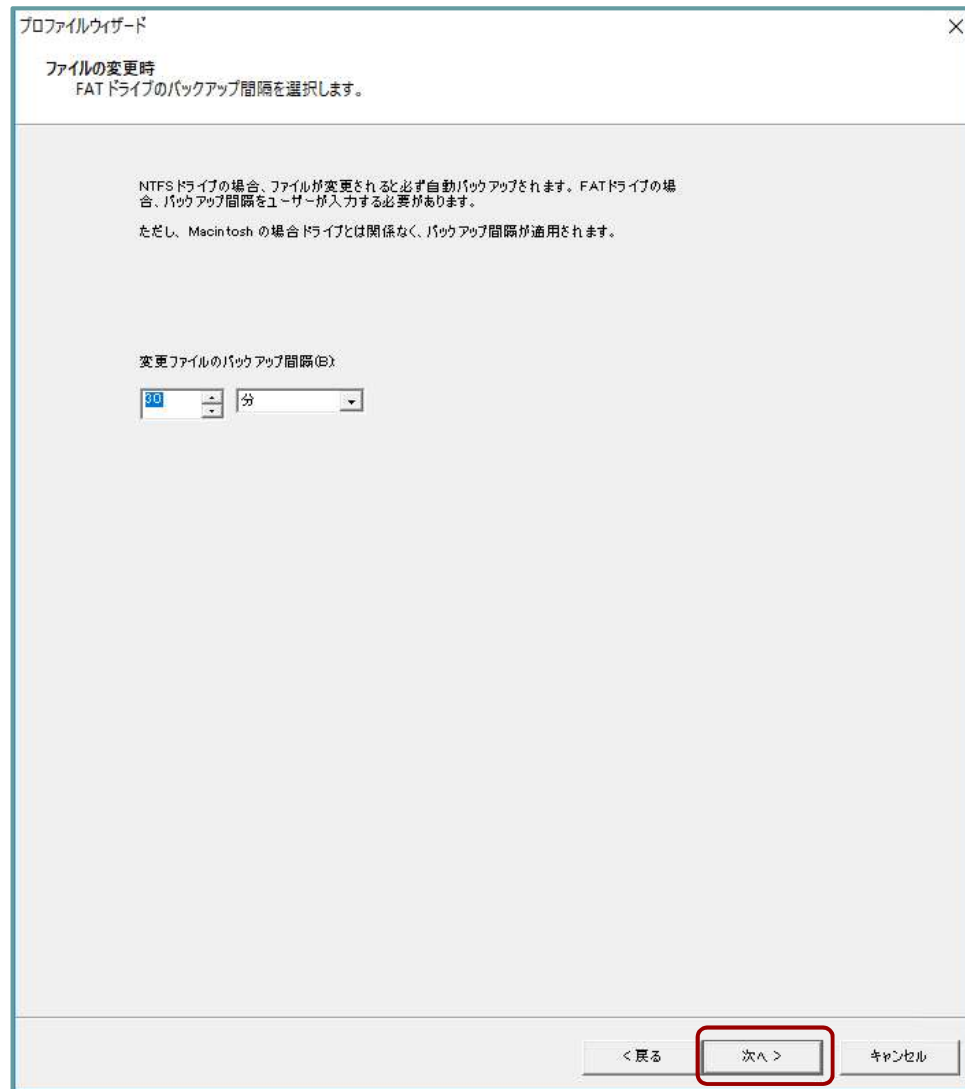 プロファイルウィザード
ファイルの変更時
FAT ドライブのバックアップ間隔を選択します。
NTFSドライブの場合、ファイルが変更されると必ず自動バックアップされます。FATドライブの場
合、バックアップ間隔をユーザーが入力する必要があります。
ただし、Macintosh の場合ドライブとは関係なく、バックアップ間隔が適用されます。
変更ファイルのバックアップ間隔(B):
30 分
< 戻る 次へ > キャンセル